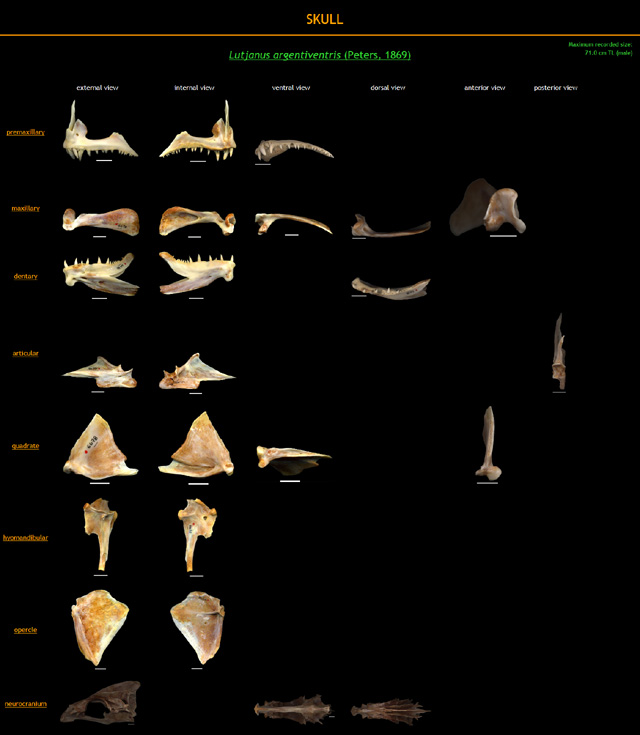 SKULL
Lutjanus argentiventris (Peters, 1869)
Maximum recorded size:
71.0 cm TL (male)
external view internal view ventral view dorsal view anterior view posterior view
premaxillary
maxillary
dentary
articular
quadrate
hyomandibular
opercle
neurocranium